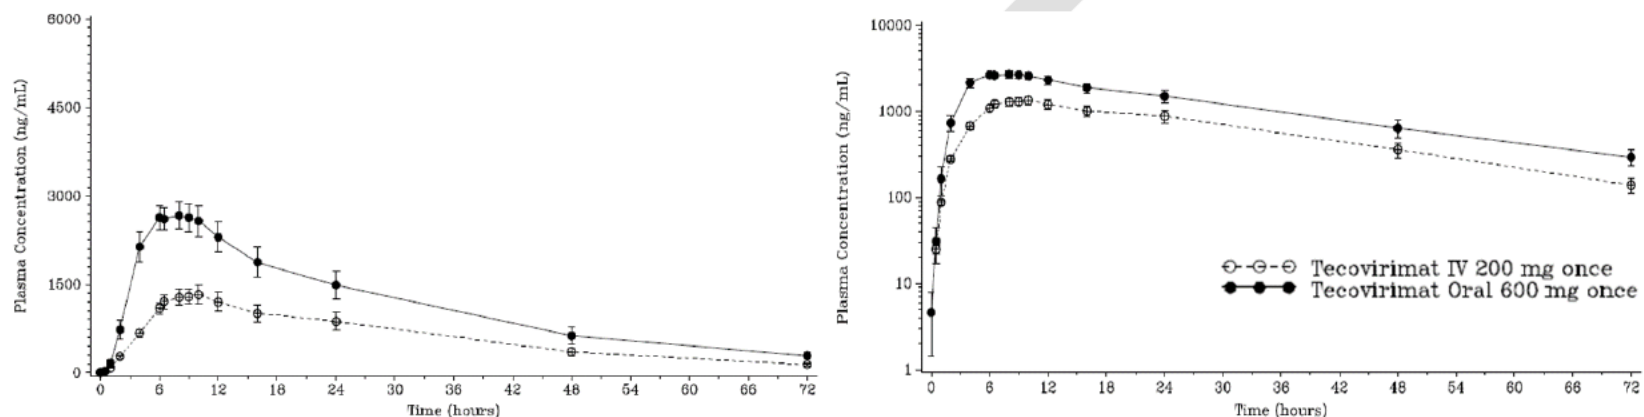 6000
4500
3000
1500
0
Plasma Concentration (ng/mL)
0 6 12 18 24 30 36 42 48 54 60 66 72
Time (hours)
10000
1000
100
10
1
Plasma Concentration (ng/mL)
0 6 12 18 24 30 36 42 48 54 60 66 72
Time (hours)
Tecovirimat IV 200 mg once
Tecovirimat Oral 600 mg once